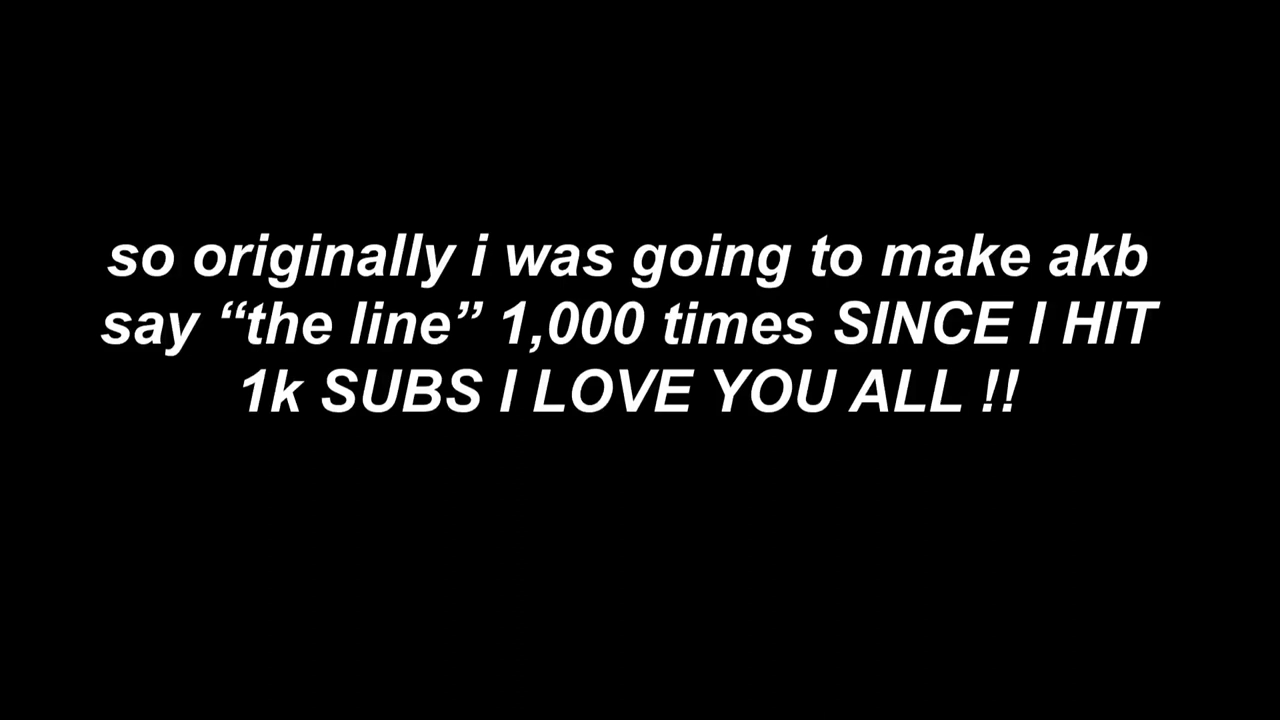 so originally i was going to make akb
say “the line” 1,000 times SINCE I HIT
1k SUBS I LOVE YOU ALL !!